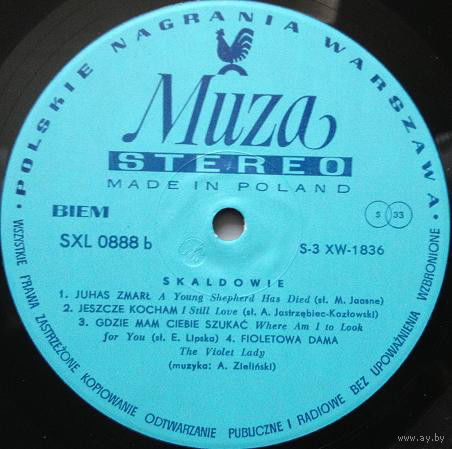 • POLSKIE NAGRANIA WARSZAWA •
Muza
STEREO
MADE IN POLAND
BIEM
S 33
SXL 0888 b
S-3 XW-1836
SKALDOWIE
1. JUHAS ZMARŁ A Young Shepherd Has Died (sł. M. Jaasne)
2. JESZCZE KOCHAM I Still Love (sł. A. Jastrzębiec-Kozłowski)
3. GDZIE MAM CIEBIE SZUKAĆ Where Am I to Look
for You (sł. E. Lipska) 4. FIOLETOWA DAMA
The Violet Lady
(muzyka: A. Zieliński)
WSZYSTKIE PRAWA ZASTRZEŻONE KOPIOWANIE ODTWARZANIE PUBLICZNE I RADIOWE BEZ UPOWAŻNIENIA WZBRONIONE
www.ay.by